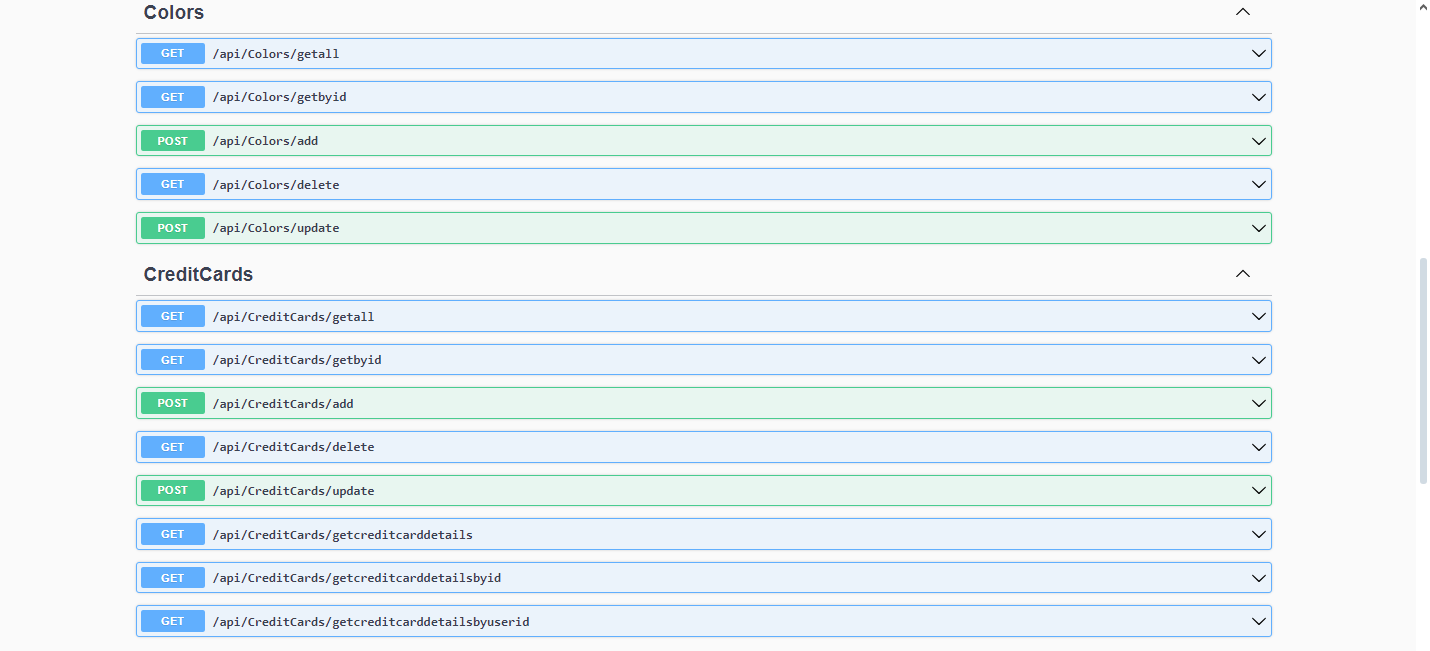 Colors
GET /api/Colors/getall
GET /api/Colors/getbyid
POST /api/Colors/add
GET /api/Colors/delete
POST /api/Colors/update
CreditCards
GET /api/CreditCards/getall
GET /api/CreditCards/getbyid
POST /api/CreditCards/add
GET /api/CreditCards/delete
POST /api/CreditCards/update
GET /api/CreditCards/getcreditcarddetails
GET /api/CreditCards/getcreditcarddetailsbyid
GET /api/CreditCards/getcreditcarddetailsbyuserid